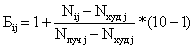 Бij = 1 + (Nij − Nхуд j) / (Nлуч j − Nхуд j) * (10 − 1)